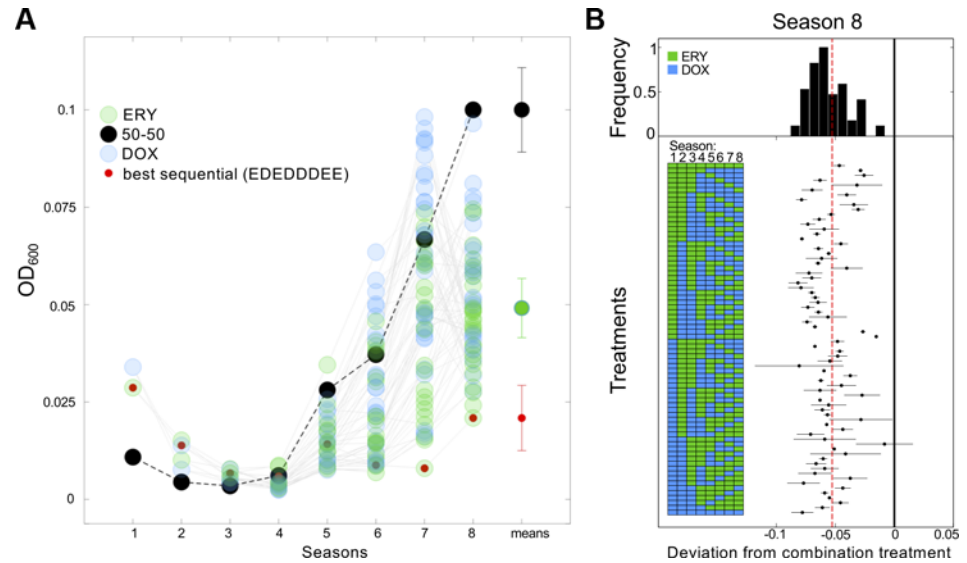 A
OD600
0.1
0.075
0.05
0.025
0
ERY
50-50
DOX
best sequential (EDEDDDEE)
1 2 3 4 5 6 7 8 means
Seasons
B
Season 8
Frequency
1
0.5
0
ERY
DOX
Season:
1 2 3 4 5 6 7 8
Treatments
-0.1 -0.05 0 0.05
Deviation from combination treatment